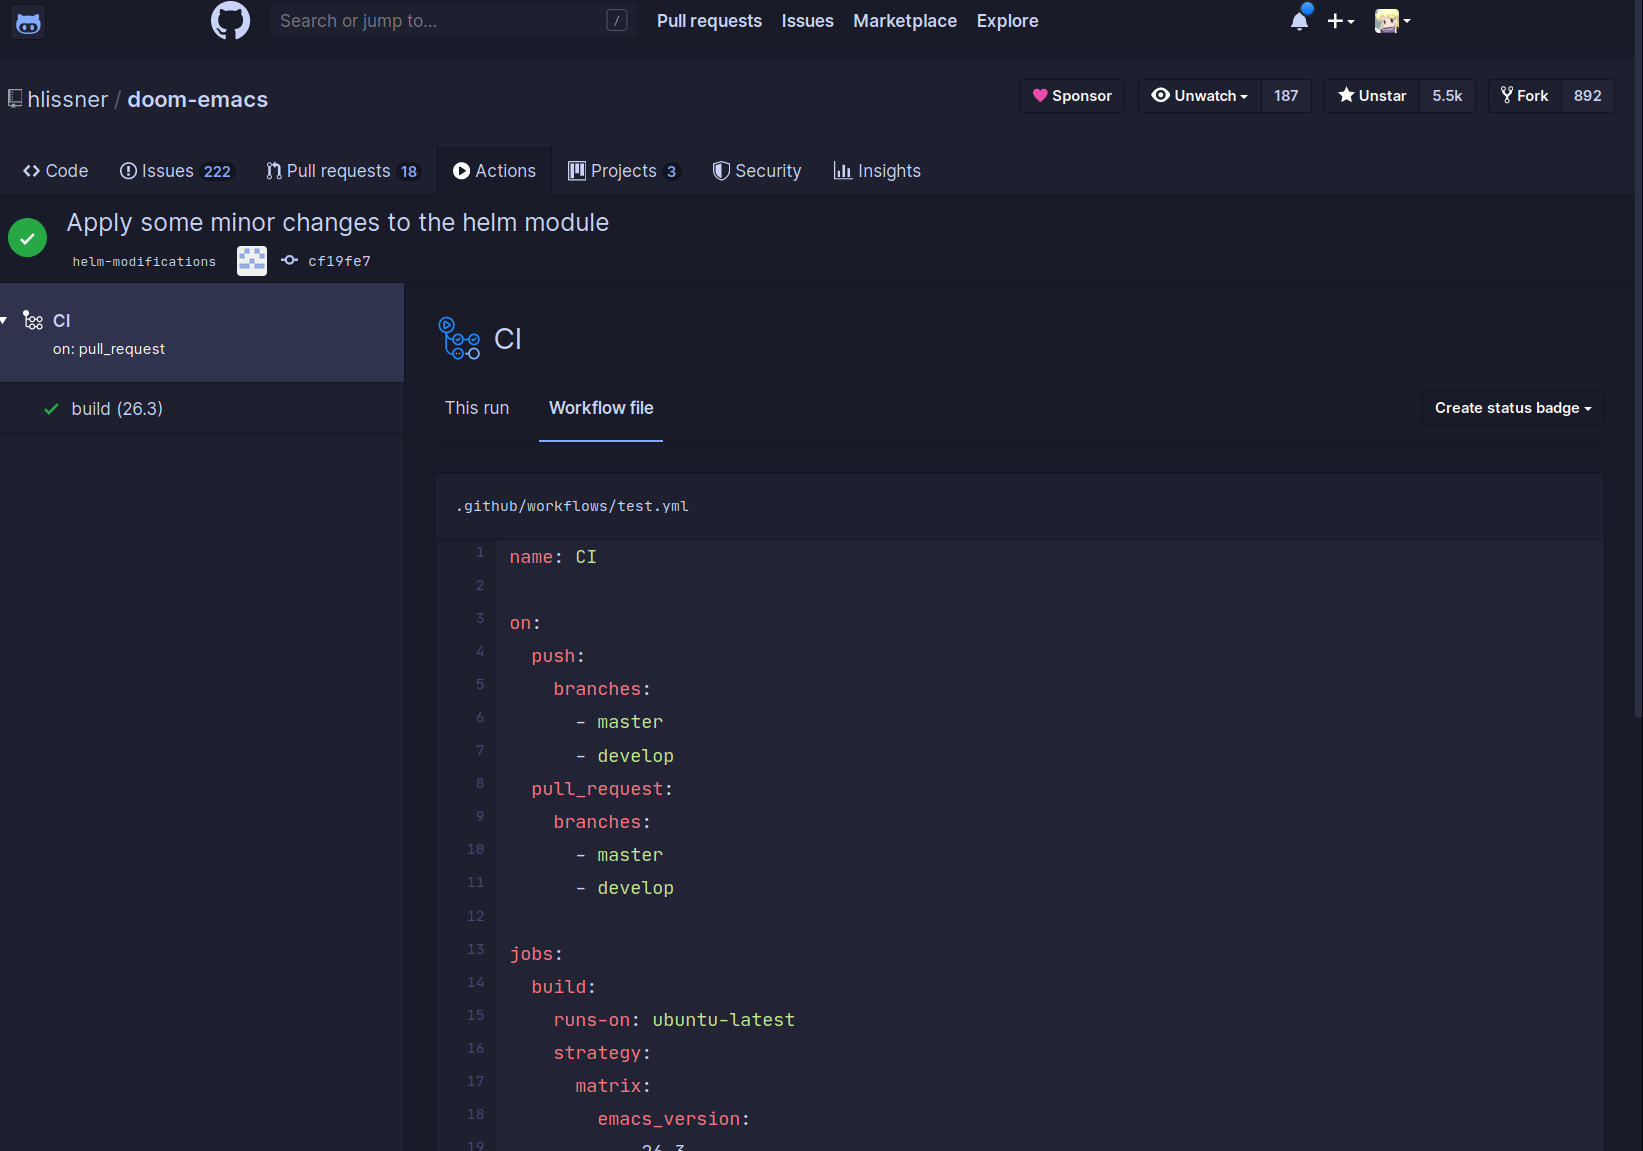 Search or jump to... / Pull requests Issues Marketplace Explore
hlissner / doom-emacs Sponsor Unwatch 187 Unstar 5.5k Fork 892
Code Issues 222 Pull requests 18 Actions Projects 3 Security Insights
Apply some minor changes to the helm module
helm-modifications cf19fe7
CI
on: pull_request
build (26.3)
CI
This run Workflow file Create status badge
.github/workflows/test.yml
1 name: CI
2
3 on:
4 push:
5 branches:
6 - master
7 - develop
8 pull_request:
9 branches:
10 - master
11 - develop
12
13 jobs:
14 build:
15 runs-on: ubuntu-latest
16 strategy:
17 matrix:
18 emacs_version:
19 26.3